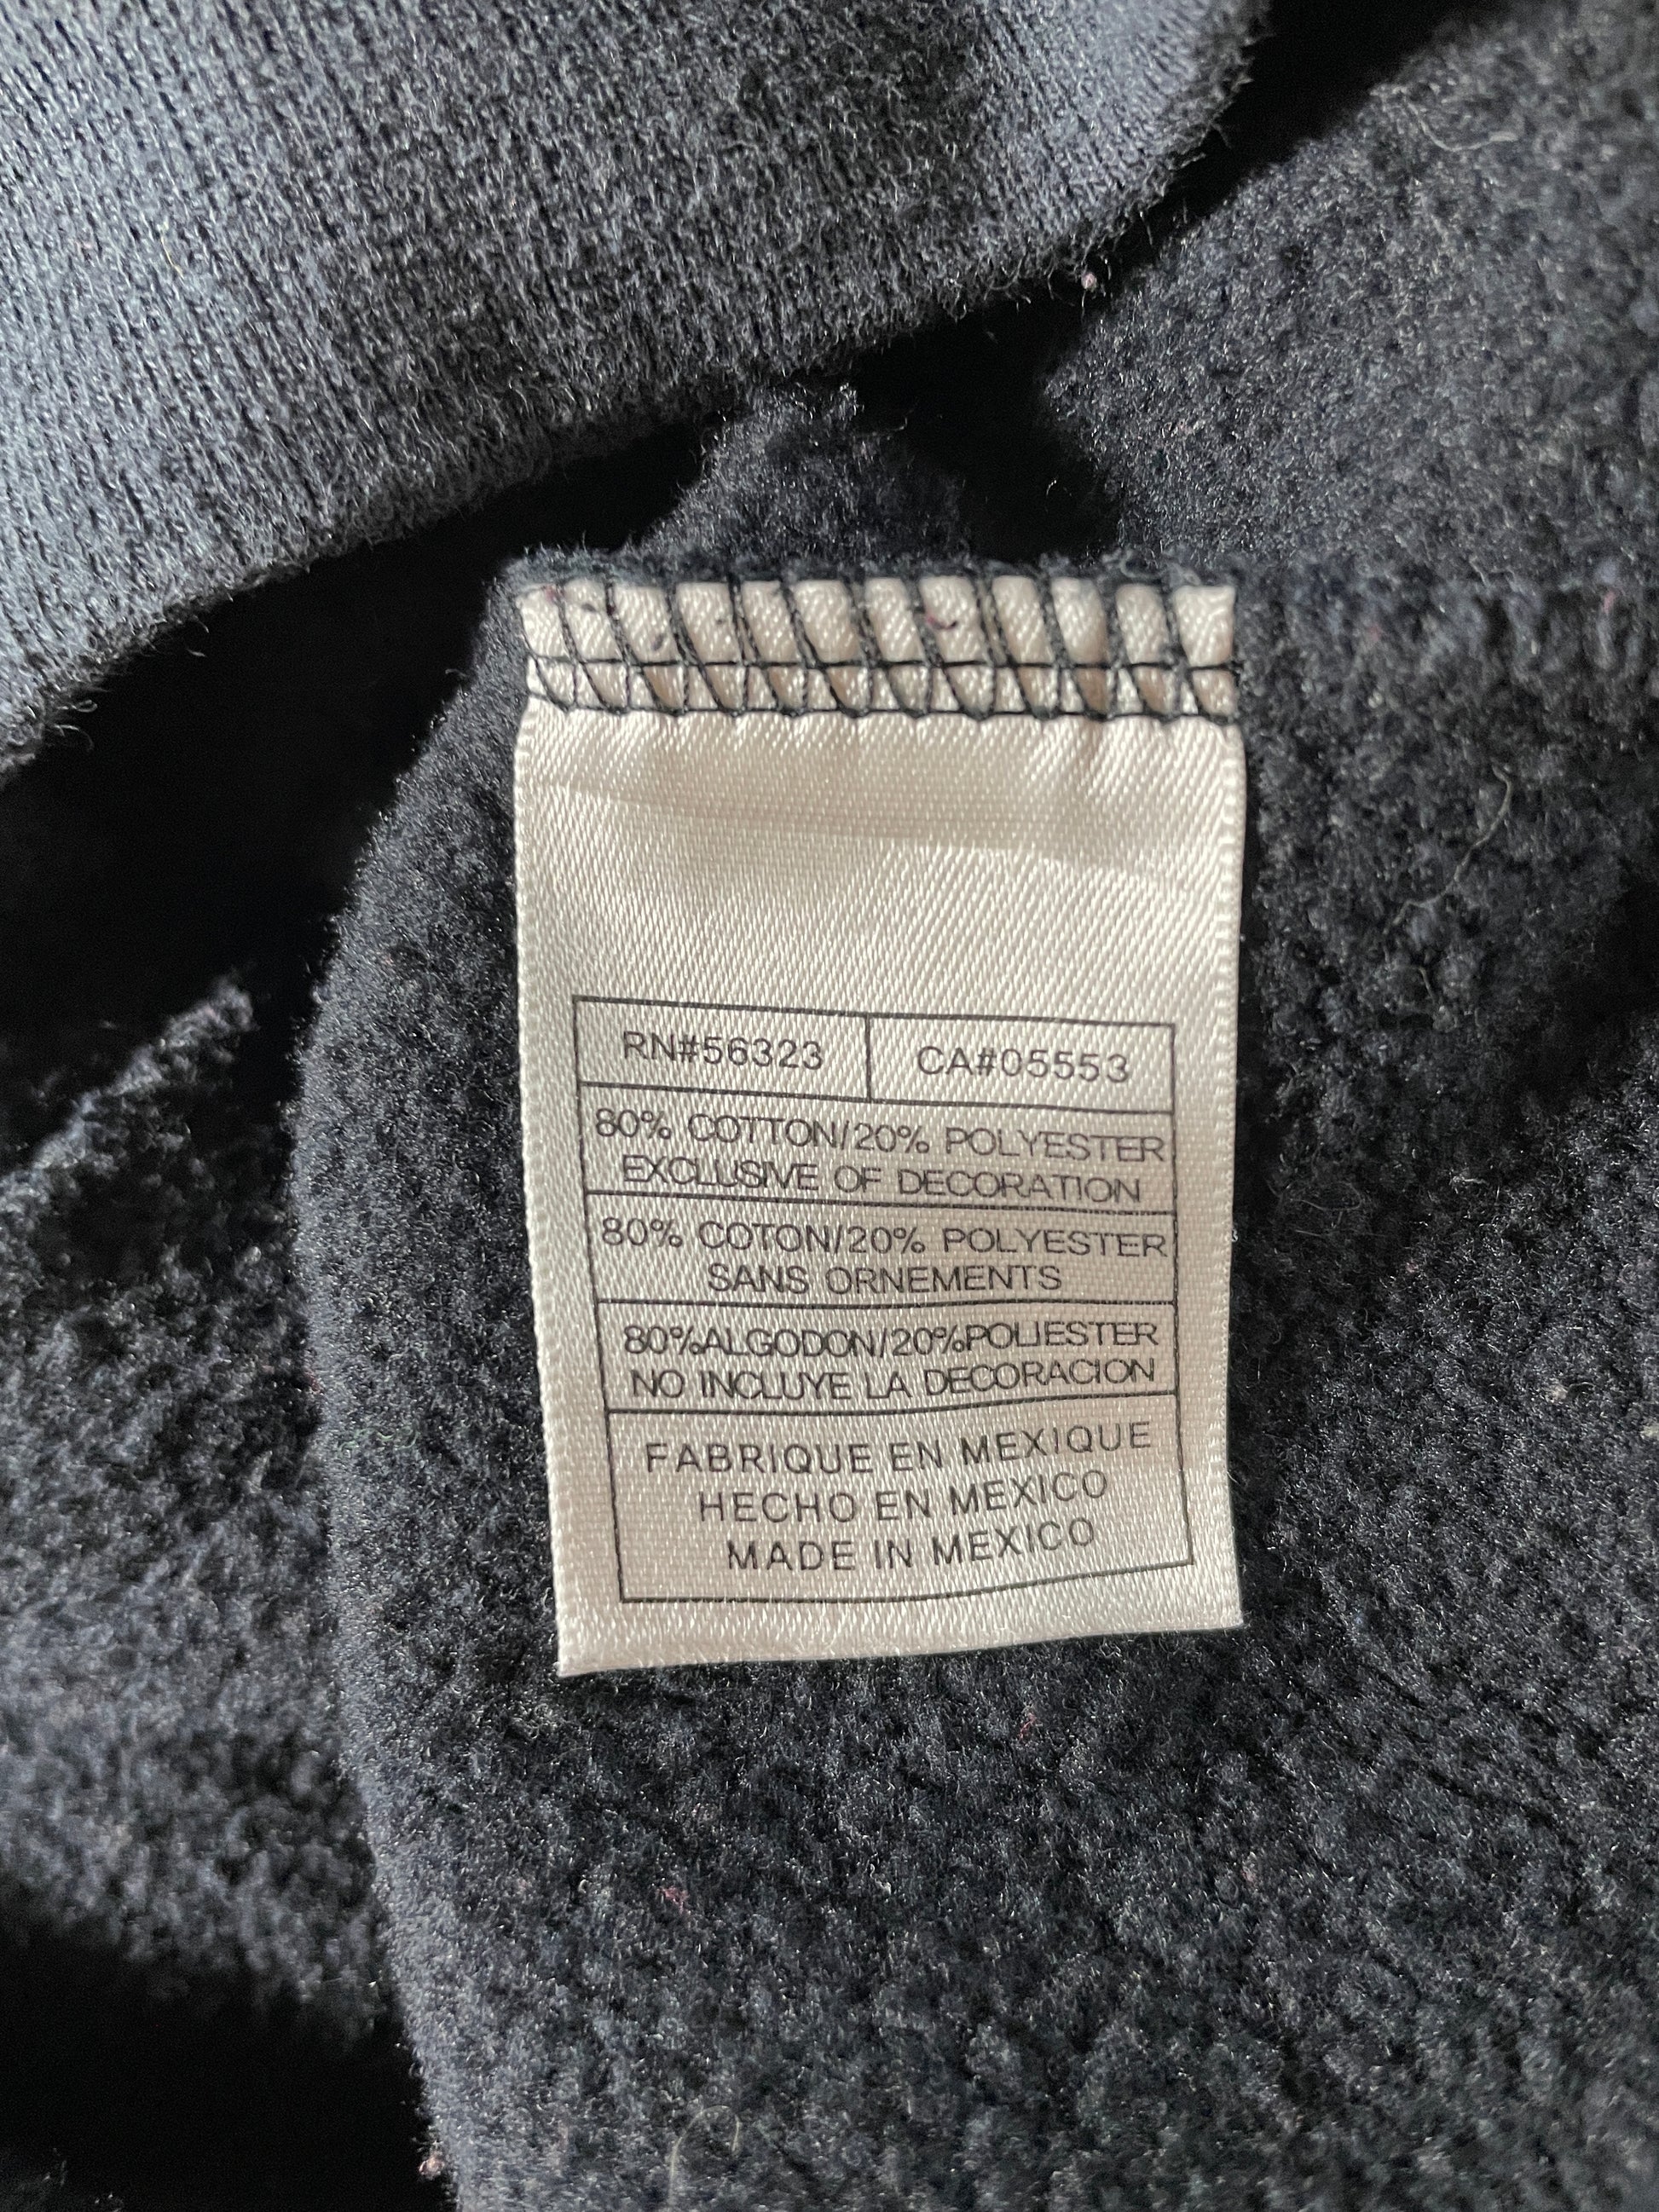 RN#56323 CA#05553
80% COTTON/20% POLYESTER
EXCLUSIVE OF DECORATION
80% COTON/20% POLYESTER
SANS ORNEMENTS
80%ALGODON/20%POLIESTER
NO INCLUYE LA DECORACION
FABRIQUE EN MEXIQUE
HECHO EN MEXICO
MADE IN MEXICO